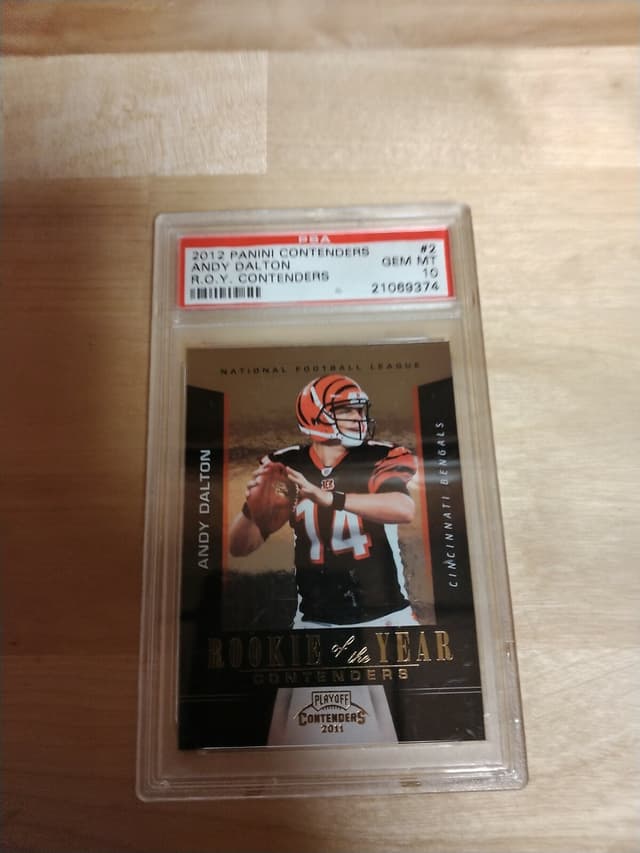 PSA
2012 PANINI CONTENDERS #2
ANDY DALTON GEM MT
R.O.Y. CONTENDERS 10
21069374
NATIONAL FOOTBALL LEAGUE
ANDY DALTON
CINCINNATI BENGALS
14
ROOKIE of the YEAR
CONTENDERS
PLAYOFF
CONTENDERS
2011